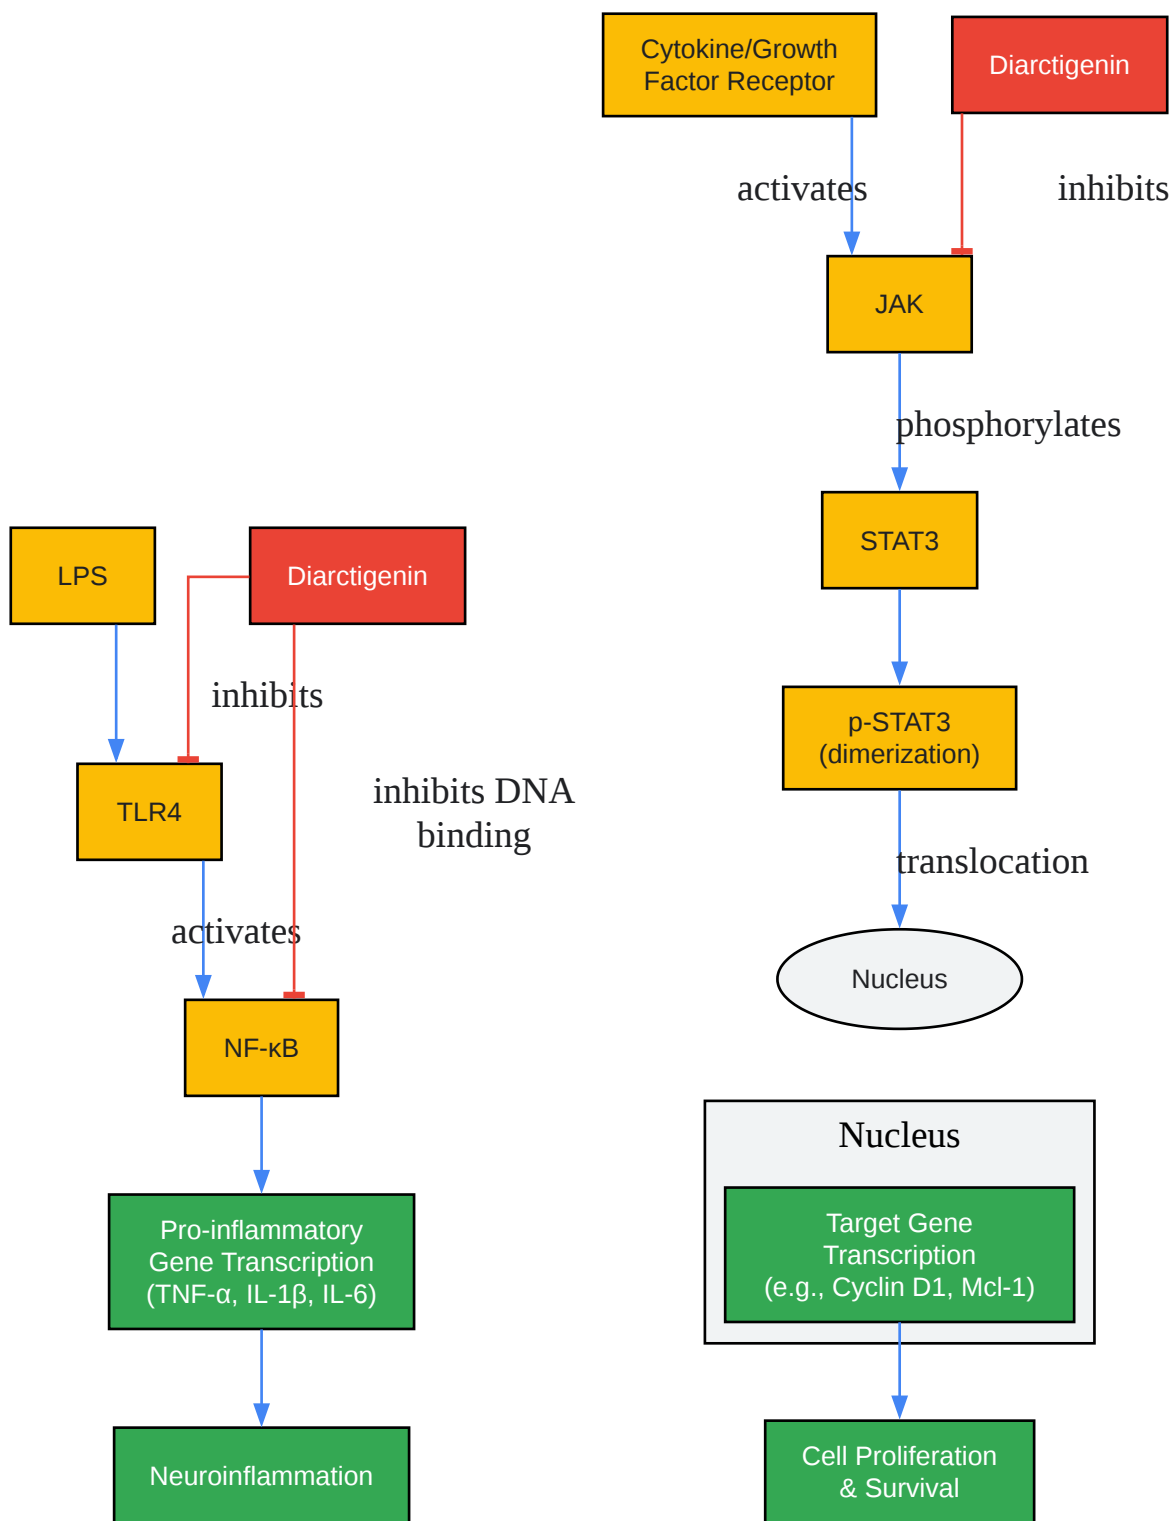 Cytokine/Growth
Factor Receptor
Diarctigenin
activates
inhibits
JAK
phosphorylates
STAT3
p-STAT3
(dimerization)
translocation
Nucleus
Nucleus
Target Gene
Transcription
(e.g., Cyclin D1, Mcl-1)
Cell Proliferation
& Survival
LPS
Diarctigenin
inhibits
TLR4
inhibits DNA
binding
activates
NF-κB
Pro-inflammatory
Gene Transcription
(TNF-α, IL-1β, IL-6)
Neuroinflammation